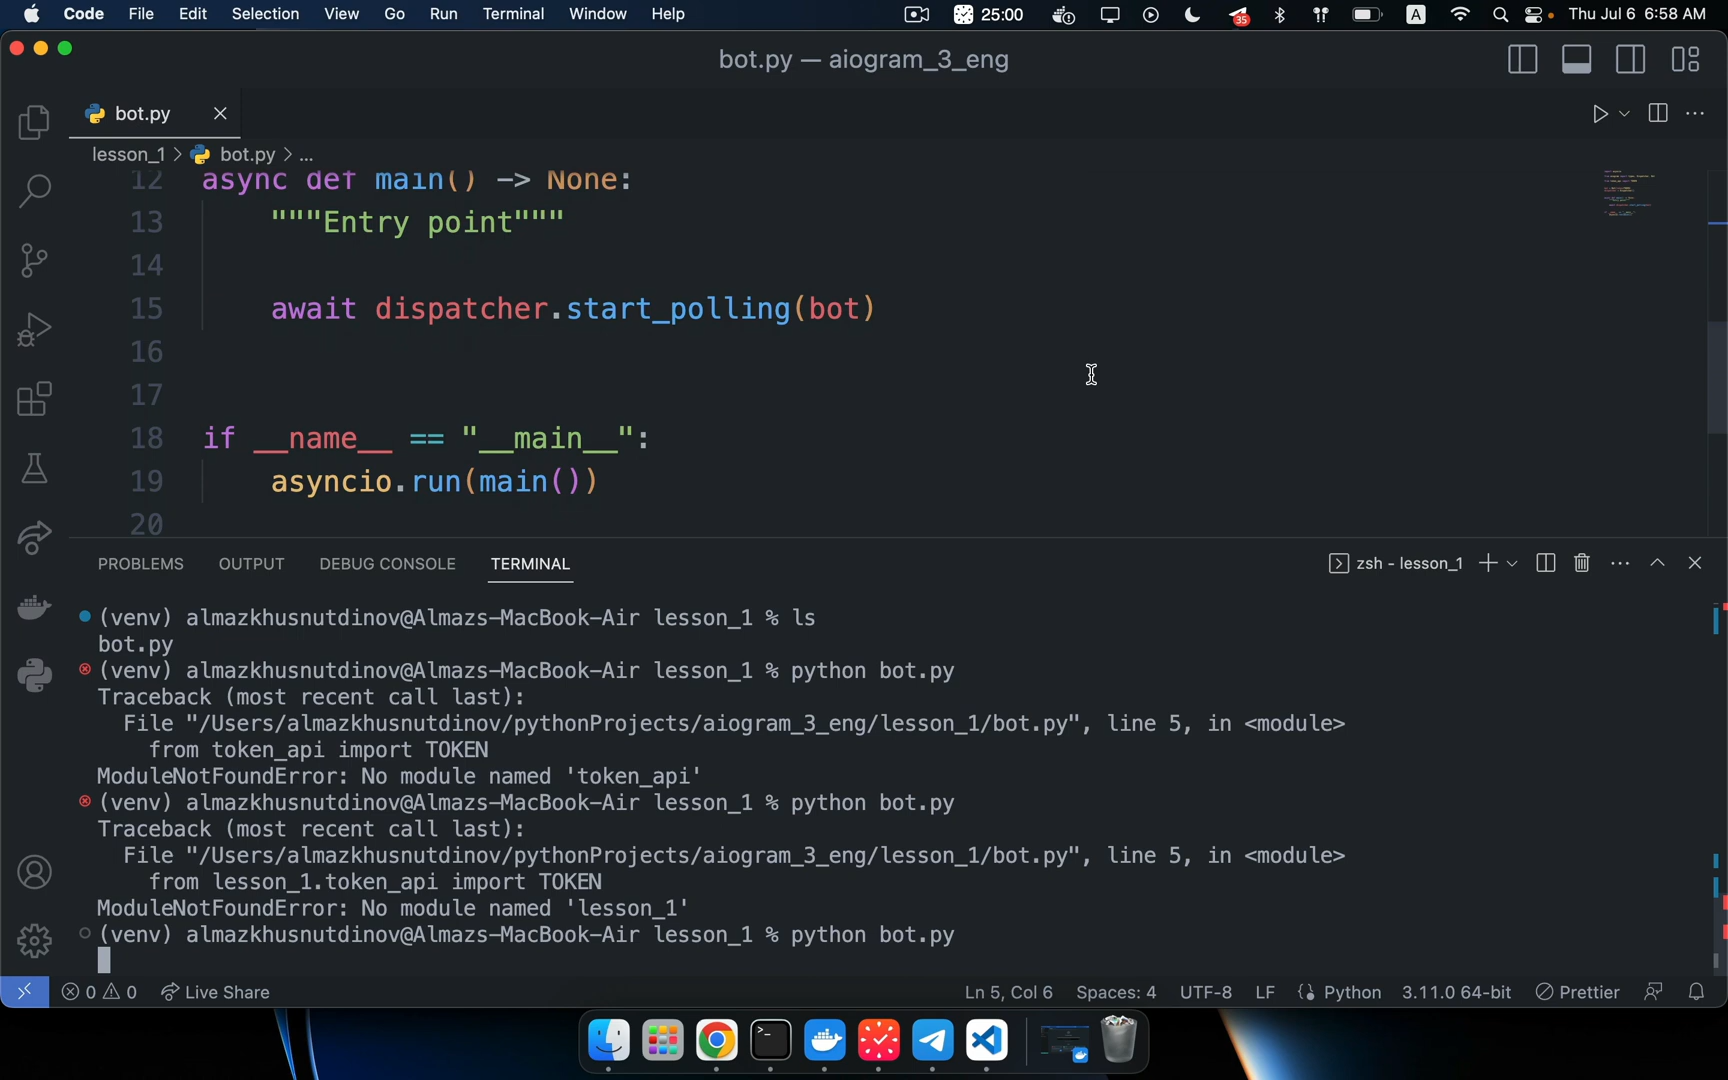 Code File Edit Selection View Go Run Terminal Window Help 25:00 35 A Thu Jul 6 6:58 AM
bot.py — aiogram_3_eng
bot.py
lesson_1 > bot.py > ...
12 async def main() -> None:
13 """Entry point"""
14
15 await dispatcher.start_polling(bot)
16
17
18 if __name__ == "__main__":
19 asyncio.run(main())
20
PROBLEMS OUTPUT DEBUG CONSOLE TERMINAL zsh - lesson_1
(venv) almazkhusnutdinov@Almazs-MacBook-Air lesson_1 % ls
bot.py
(venv) almazkhusnutdinov@Almazs-MacBook-Air lesson_1 % python bot.py
Traceback (most recent call last):
File "/Users/almazkhusnutdinov/pythonProjects/aiogram_3_eng/lesson_1/bot.py", line 5, in <module>
from token_api import TOKEN
ModuleNotFoundError: No module named 'token_api'
(venv) almazkhusnutdinov@Almazs-MacBook-Air lesson_1 % python bot.py
Traceback (most recent call last):
File "/Users/almazkhusnutdinov/pythonProjects/aiogram_3_eng/lesson_1/bot.py", line 5, in <module>
from lesson_1.token_api import TOKEN
ModuleNotFoundError: No module named 'lesson_1'
(venv) almazkhusnutdinov@Almazs-MacBook-Air lesson_1 % python bot.py
0 0 Live Share Ln 5, Col 6 Spaces: 4 UTF-8 LF Python 3.11.0 64-bit Prettier